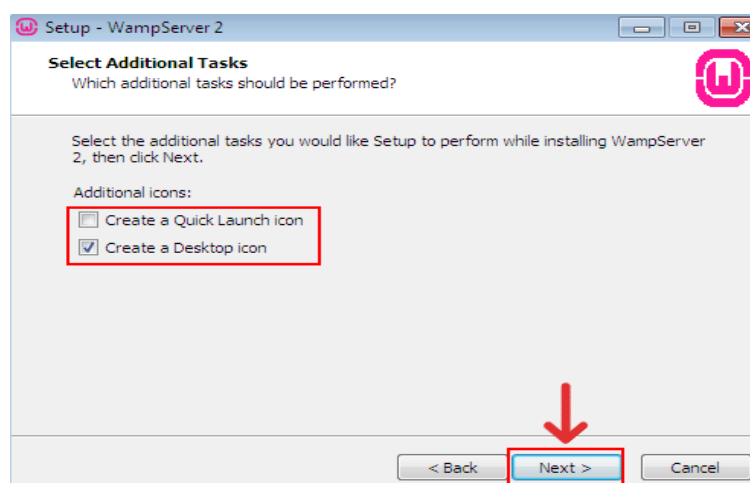 Setup - WampServer 2
Select Additional Tasks
Which additional tasks should be performed?
Select the additional tasks you would like Setup to perform while installing WampServer
2, then click Next.
Additional icons:
Create a Quick Launch icon
Create a Desktop icon
< Back Next > Cancel